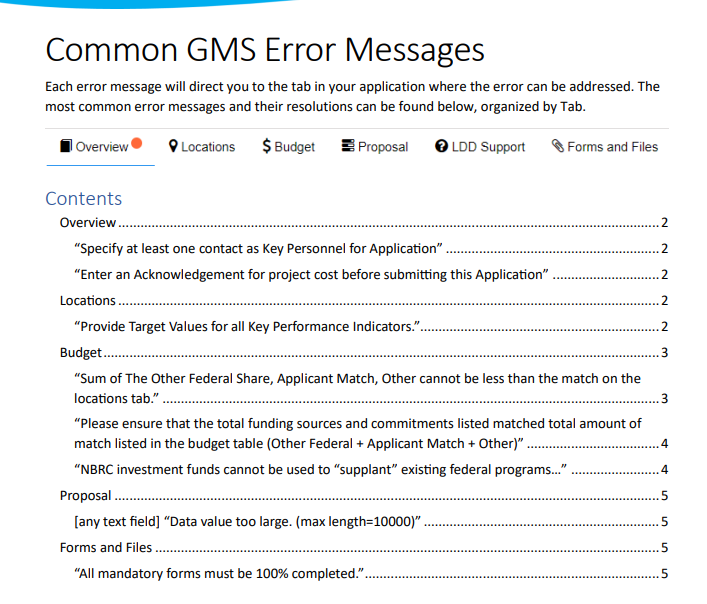 Common GMS Error Messages
Each error message will direct you to the tab in your application where the error can be addressed. The
most common error messages and their resolutions can be found below, organized by Tab.
Overview Locations $ Budget Proposal LDD Support Forms and Files
Contents
Overview ................................................................ 2
"Specify at least one contact as Key Personnel for Application" ................................ 2
"Enter an Acknowledgement for project cost before submitting this Application" ................ 2
Locations ................................................................ 2
"Provide Target Values for all Key Performance Indicators." ................................ 2
Budget ................................................................ 3
"Sum of The Other Federal Share, Applicant Match, Other cannot be less than the match on the
locations tab." ................................................................ 3
"Please ensure that the total funding sources and commitments listed matched total amount of
match listed in the budget table (Other Federal + Applicant Match + Other)" ................ 4
"NBRC investment funds cannot be used to "supplant" existing federal programs..." ................ 4
Proposal ................................................................ 5
[any text field] "Data value too large. (max length=10000)" ................................ 5
Forms and Files ................................................................ 5
"All mandatory forms must be 100% completed." ................................ 5